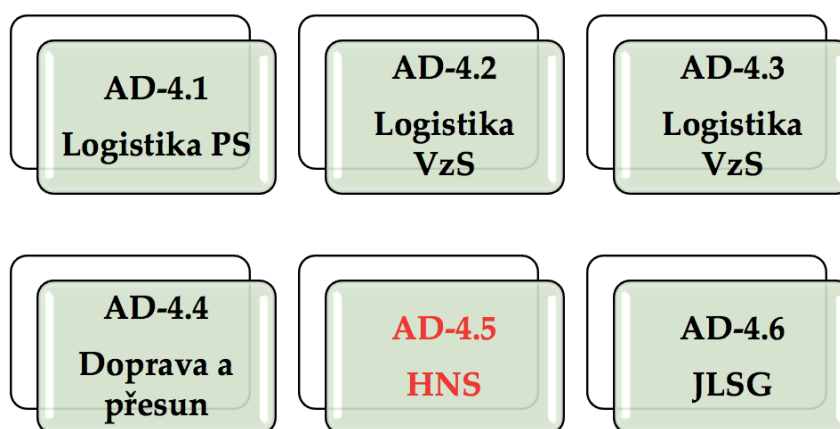 AD-4.1
Logistika PS
AD-4.2
Logistika
VzS
AD-4.3
Logistika
VzS
AD-4.4
Doprava a
přesun
AD-4.5
HNS
AD-4.6
JLSG